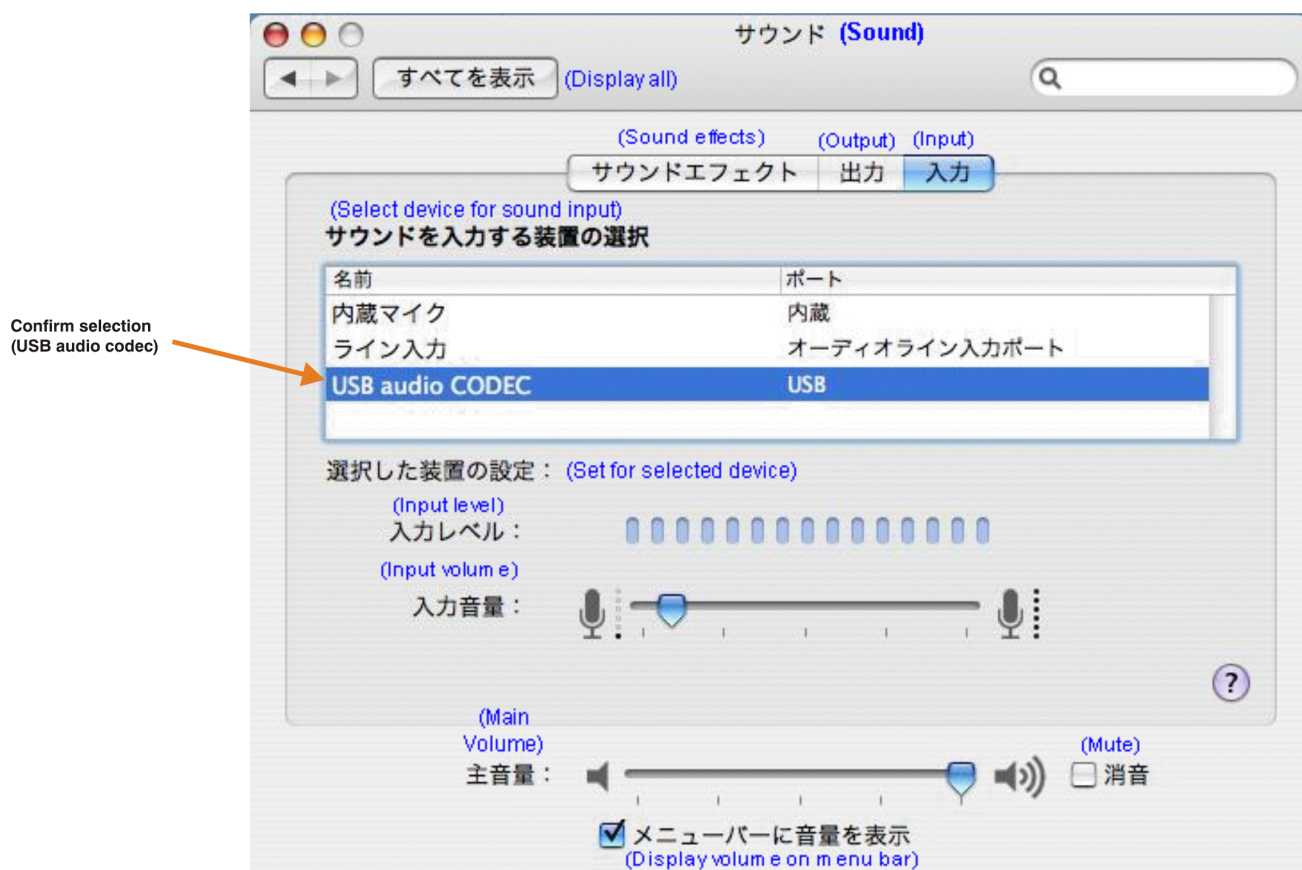 サウンド (Sound)
すべてを表示 (Display all)
(Sound effects) (Output) (Input)
サウンドエフェクト 出力 入力
(Select device for sound input)
サウンドを入力する装置の選択
名前 ポート
内蔵マイク 内蔵
ライン入力 オーディオライン入力ポート
USB audio CODEC USB
Confirm selection
(USB audio codec)
選択した装置の設定: (Set for selected device)
(Input level)
入力レベル:
(Input volume)
入力音量:
?
(Main
Volume)
主音量:
(Mute)
消音
メニューバーに音量を表示
(Display volume on menu bar)